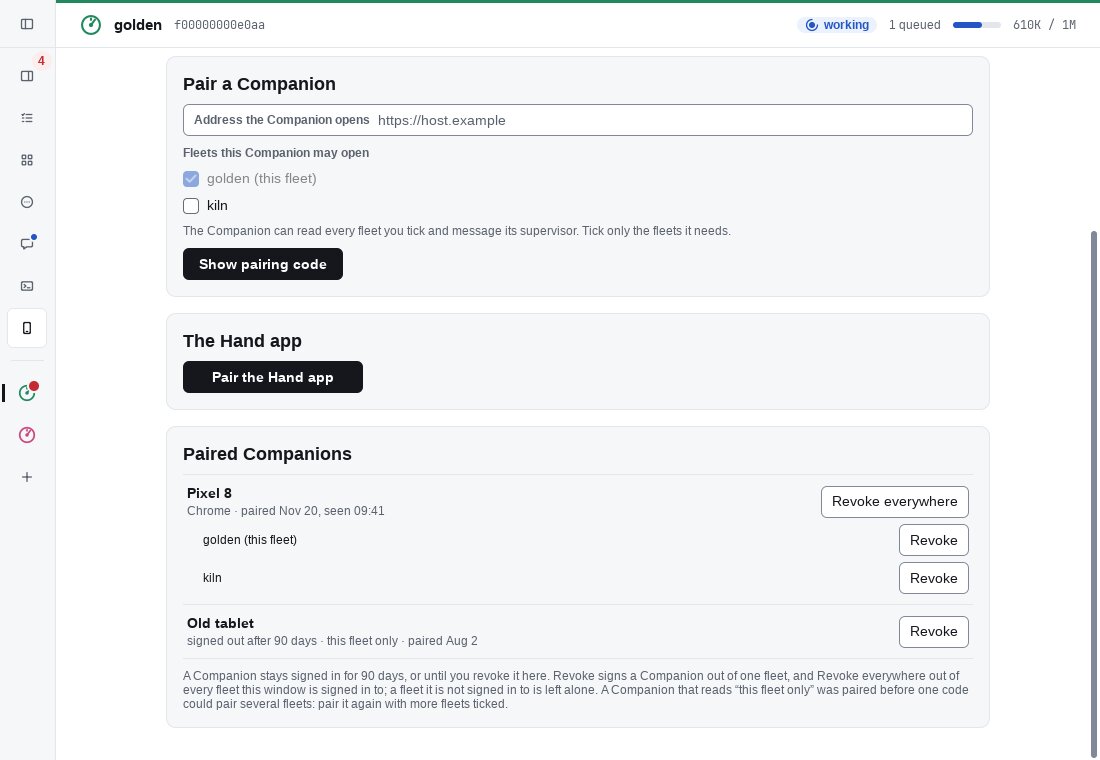 golden f00000000e0aa working 1 queued 610K / 1M
4
Pair a Companion
Address the Companion opens https://host.example
Fleets this Companion may open
golden (this fleet)
kiln
The Companion can read every fleet you tick and message its supervisor. Tick only the fleets it needs.
Show pairing code
The Hand app
Pair the Hand app
Paired Companions
Pixel 8
Chrome · paired Nov 20, seen 09:41
Revoke everywhere
golden (this fleet)
Revoke
kiln
Revoke
Old tablet
signed out after 90 days · this fleet only · paired Aug 2
Revoke
A Companion stays signed in for 90 days, or until you revoke it here. Revoke signs a Companion out of one fleet, and Revoke everywhere out of
every fleet this window is signed in to; a fleet it is not signed in to is left alone. A Companion that reads “this fleet only” was paired before one code
could pair several fleets: pair it again with more fleets ticked.